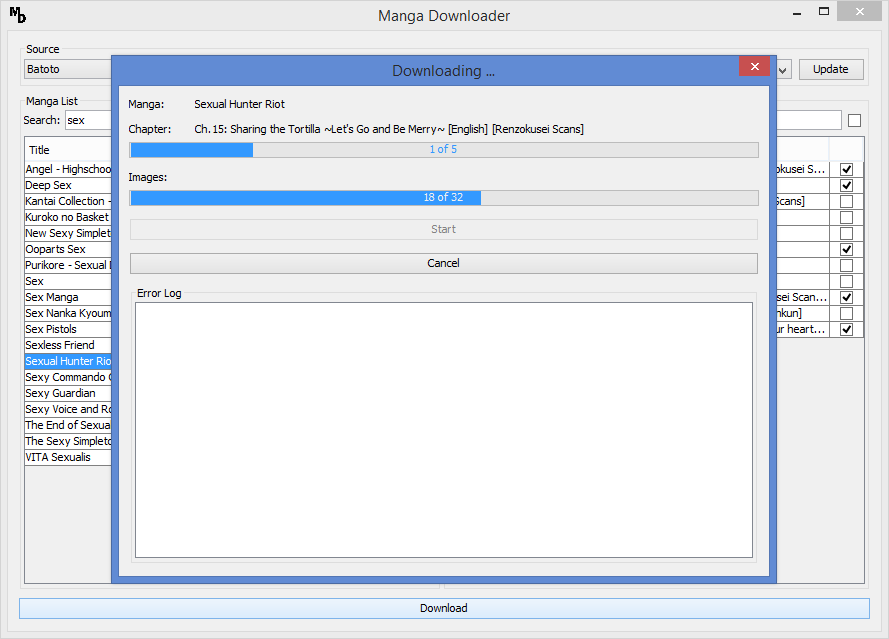 MD
Manga Downloader
Source
Batoto
Update
Manga List
Search: sex
Title
Angel - Highschoo
Deep Sex
Kantai Collection -
Kuroko no Basket
New Sexy Simplet
Ooparts Sex
Purikore - Sexual
Sex
Sex Manga
Sex Nanka Kyoum
Sex Pistols
Sexless Friend
Sexual Hunter Rio
Sexy Commando
Sexy Guardian
Sexy Voice and Ro
The End of Sexua
The Sexy Simpleto
VITA Sexualis
Downloading ...
Manga: Sexual Hunter Riot
Chapter: Ch.15: Sharing the Tortilla ~Let's Go and Be Merry~ [English] [Renzokusei Scans]
1 of 5
Images:
18 of 32
Start
Cancel
Error Log
okusei S...
Scans]
sei Scan...
nkun]
ur heart...
Download